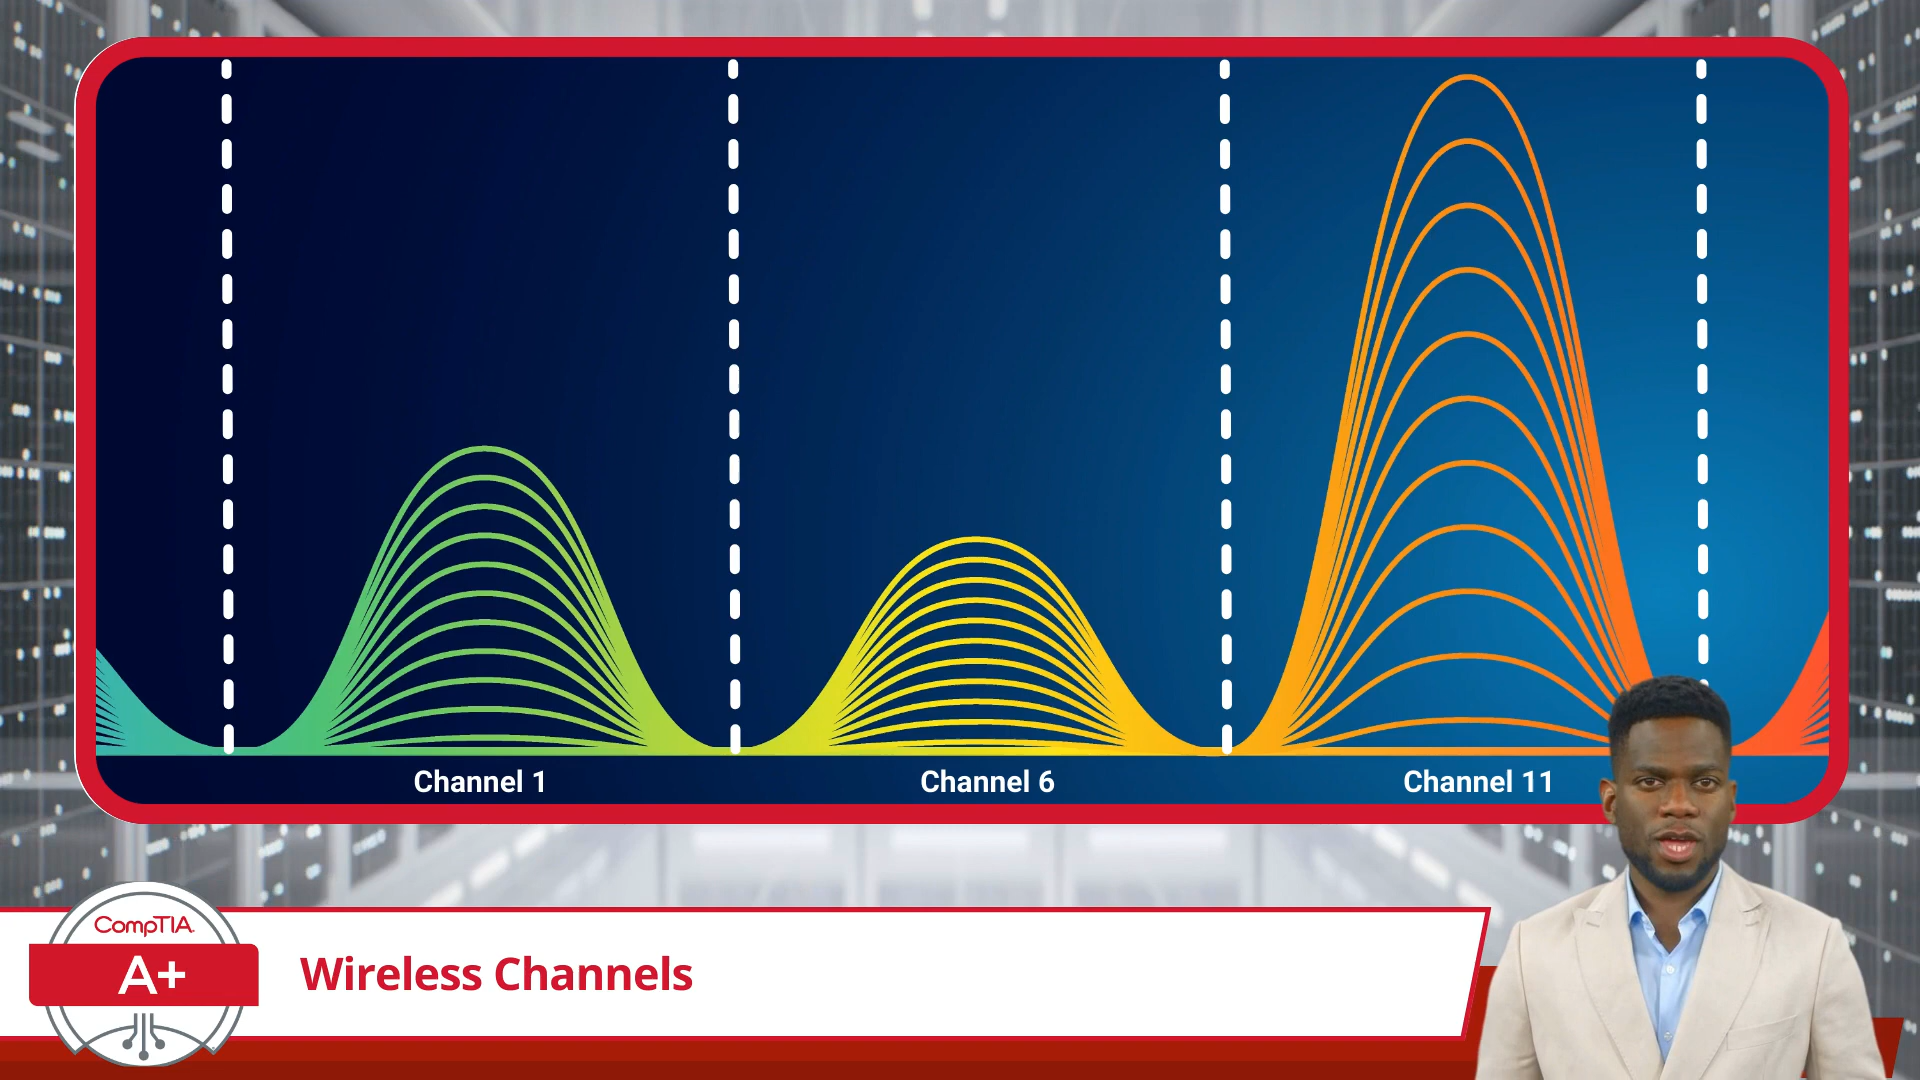 Channel 1
Channel 6
Channel 11
CompTIA.
A+
Wireless Channels